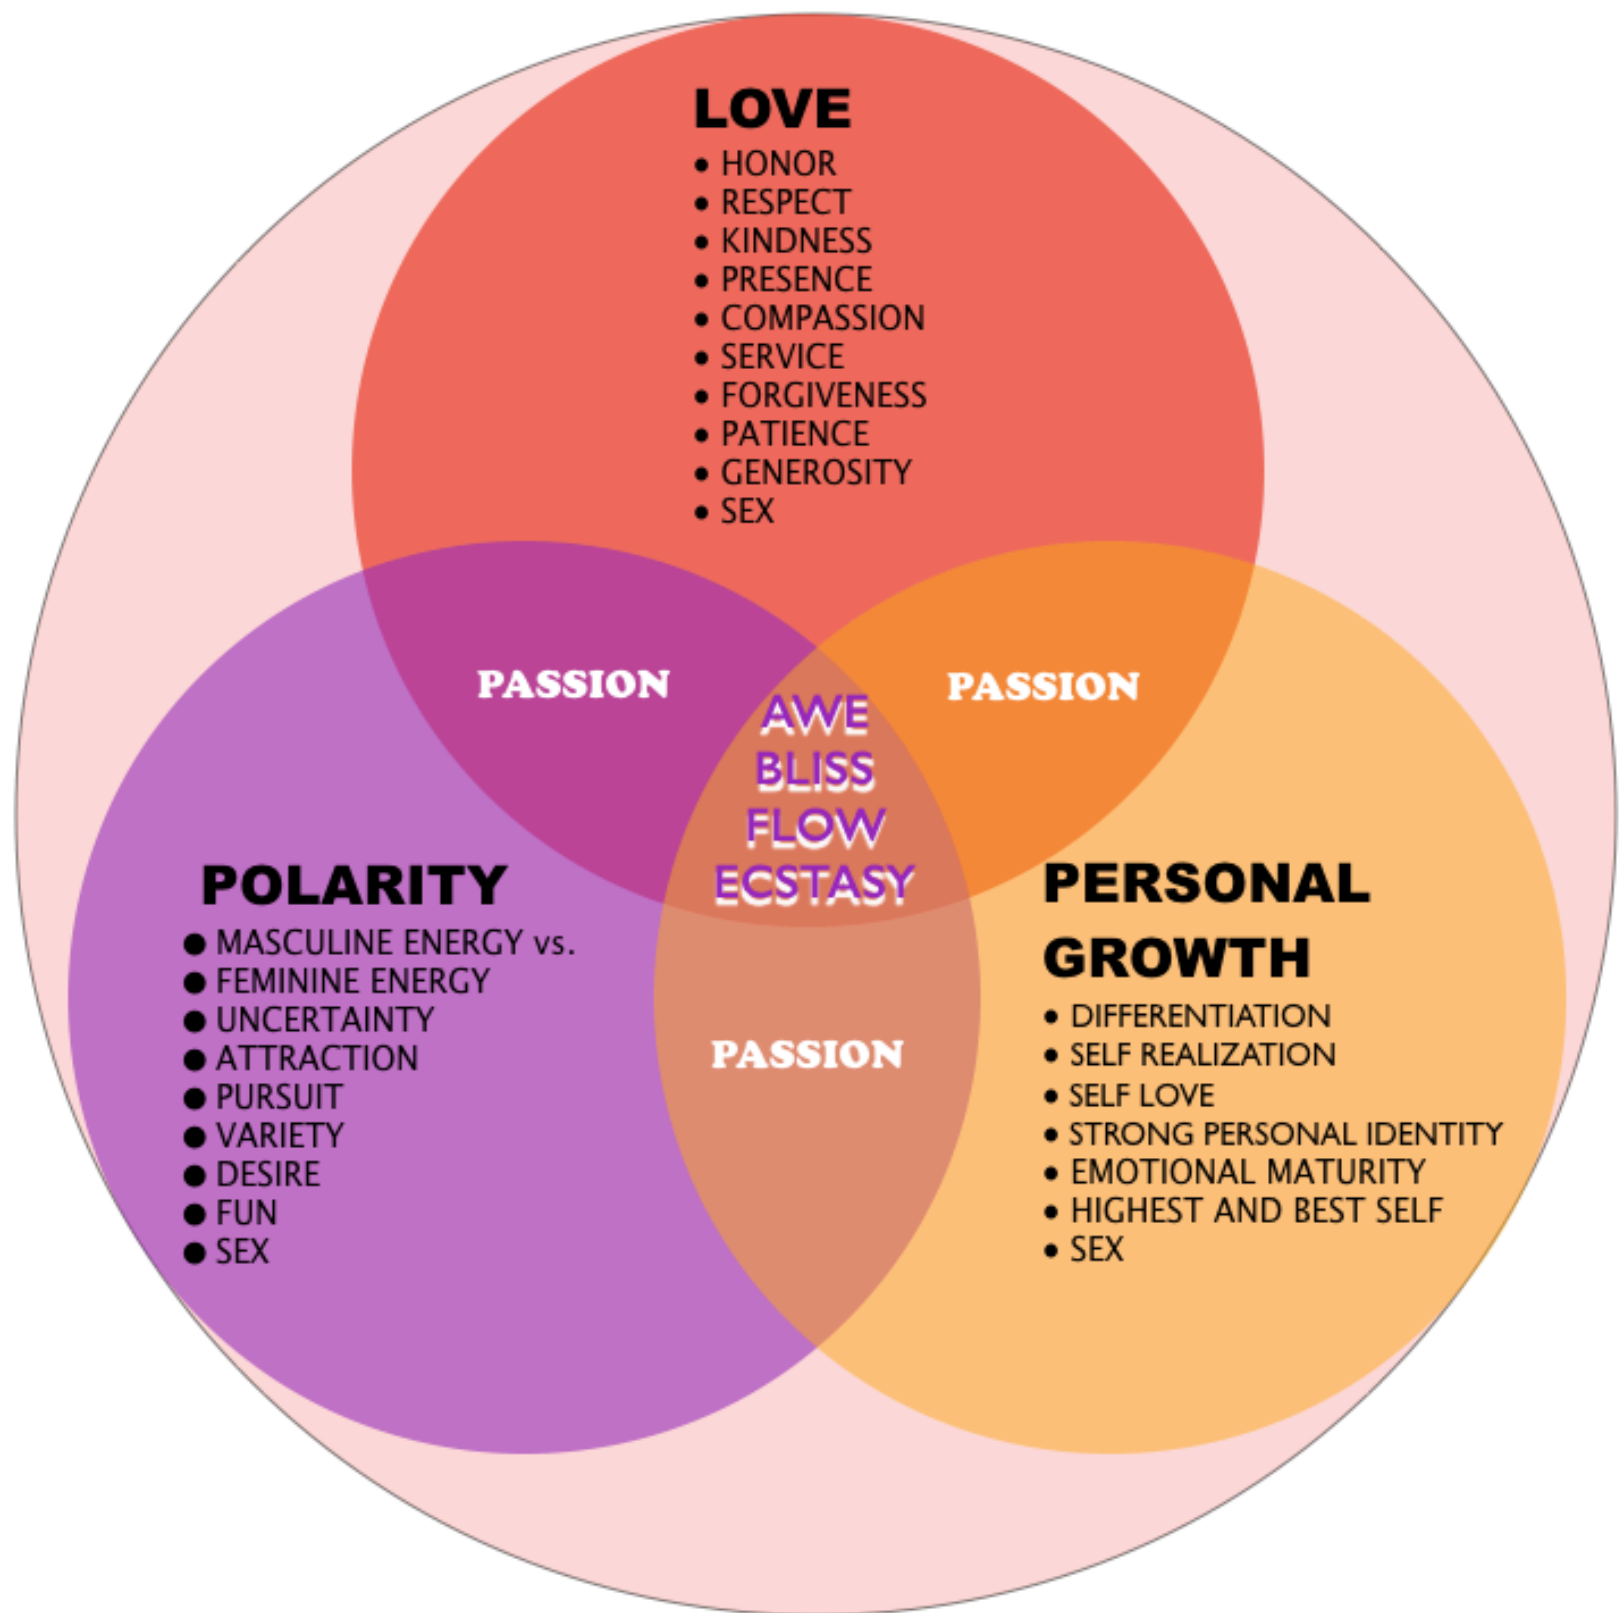 LOVE
• HONOR
• RESPECT
• KINDNESS
• PRESENCE
• COMPASSION
• SERVICE
• FORGIVENESS
• PATIENCE
• GENEROSITY
• SEX
PASSION
PASSION
AWE
BLISS
FLOW
ECSTASY
POLARITY
● MASCULINE ENERGY vs.
● FEMININE ENERGY
● UNCERTAINTY
● ATTRACTION
● PURSUIT
● VARIETY
● DESIRE
● FUN
● SEX
PASSION
PERSONAL
GROWTH
• DIFFERENTIATION
• SELF REALIZATION
• SELF LOVE
• STRONG PERSONAL IDENTITY
• EMOTIONAL MATURITY
• HIGHEST AND BEST SELF
• SEX